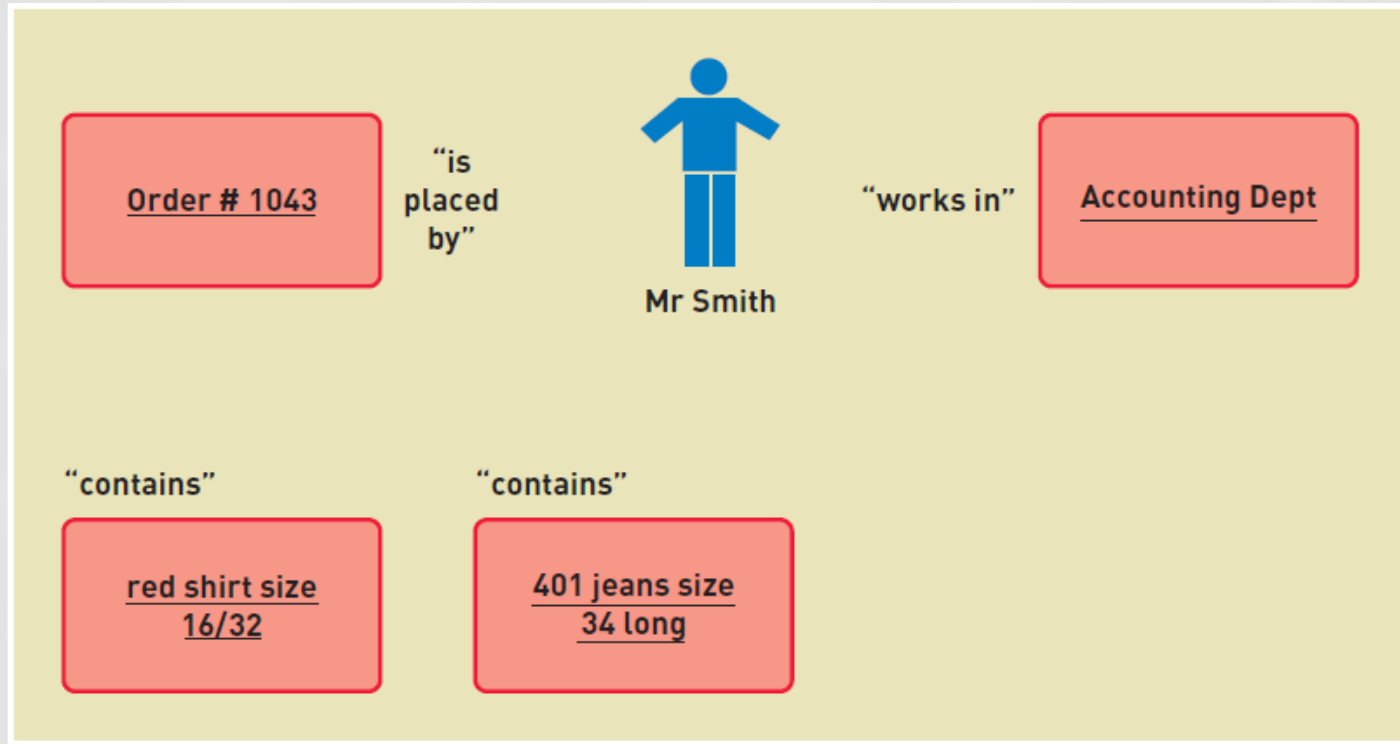 Order # 1043
“is
placed
by”
Mr Smith
“works in”
Accounting Dept
“contains”
red shirt size
16/32
“contains”
401 jeans size
34 long